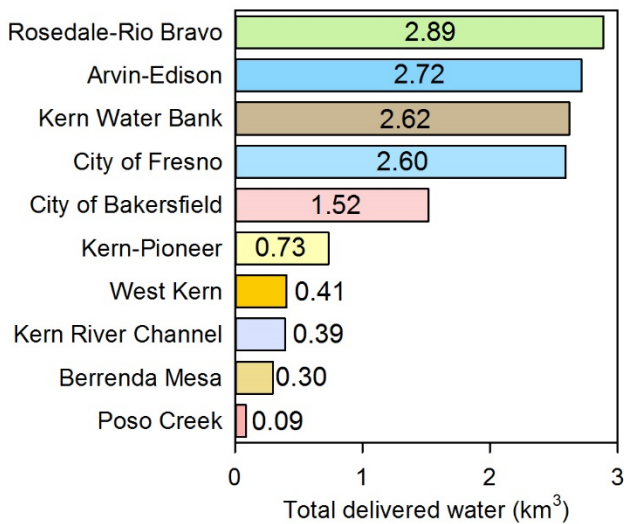 Rosedale-Rio Bravo 2.89
Arvin-Edison 2.72
Kern Water Bank 2.62
City of Fresno 2.60
City of Bakersfield 1.52
Kern-Pioneer 0.73
West Kern 0.41
Kern River Channel 0.39
Berrenda Mesa 0.30
Poso Creek 0.09
0 1 2 3
Total delivered water (km³)